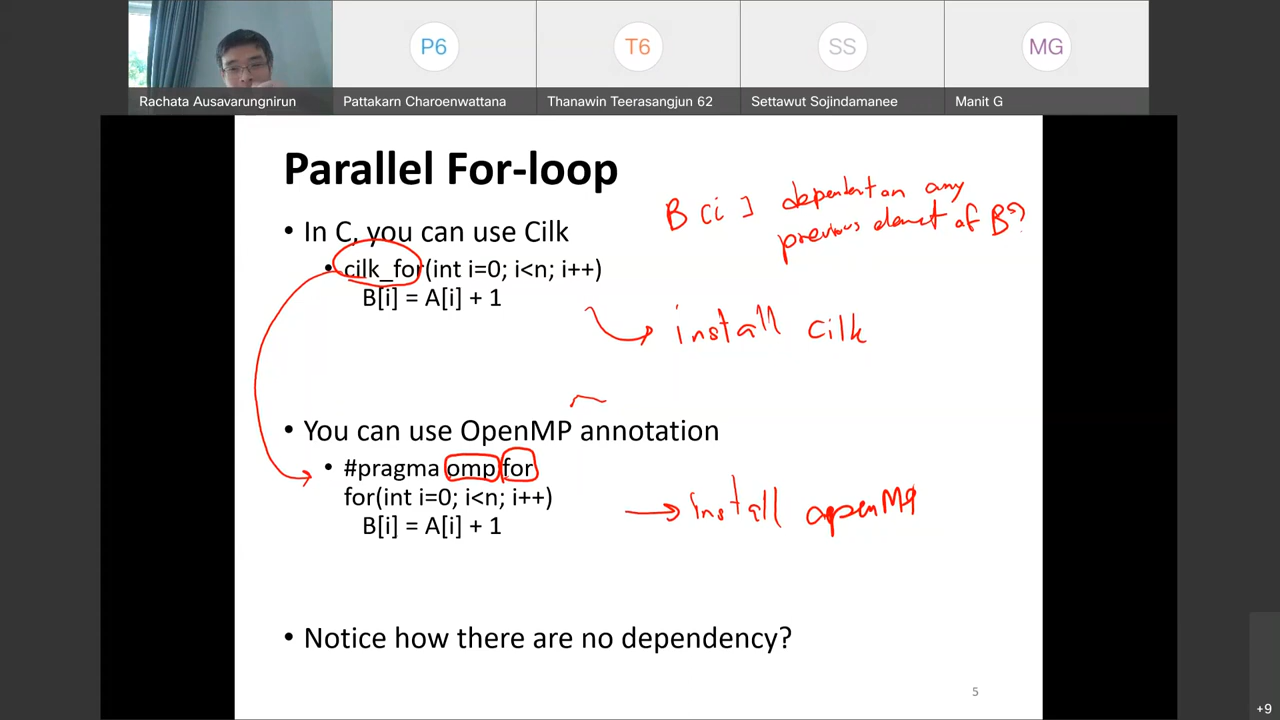 P6
T6
SS
MG
Rachata Ausavarungnirun
Pattakarn Charoenwattana
Thanawin Teerasangjun 62
Settawut Sojindamanee
Manit G
Parallel For-loop
B [i] dependent on any
previous element of B?
• In C, you can use Cilk
• cilk_for(int i=0; i<n; i++)
B[i] = A[i] + 1
install cilk
• You can use OpenMP annotation
• #pragma omp for
for(int i=0; i<n; i++)
B[i] = A[i] + 1
install openMP
• Notice how there are no dependency?
5
+9